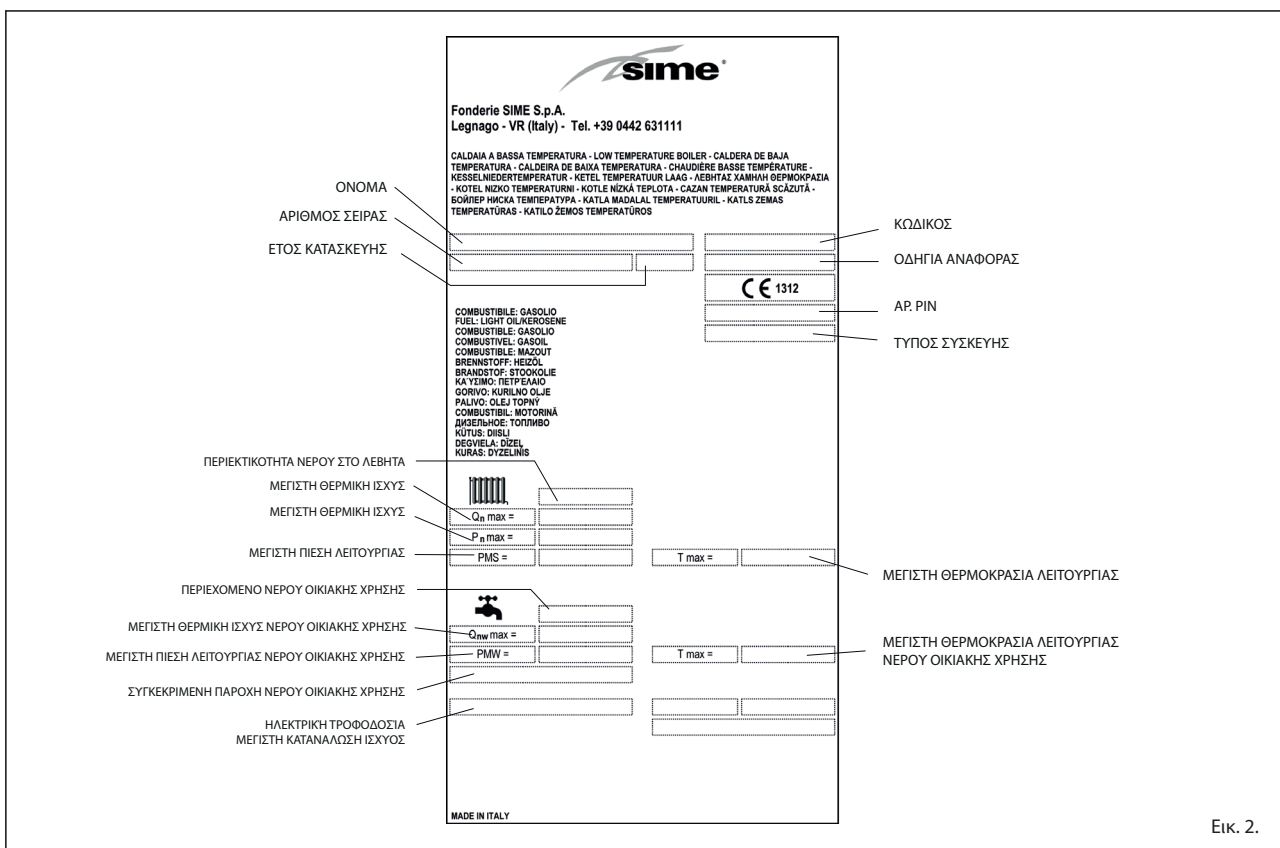 sime®
Fonderie SIME S.p.A.
Legnago - VR (Italy) - Tel. +39 0442 631111
CALDAIA A BASSA TEMPERATURA - LOW TEMPERATURE BOILER - CALDERA DE BAJA
TEMPERATURA - CALDEIRA DE BAIXA TEMPERATURA - CHAUDIÈRE BASSE TEMPÉRATURE -
KESSELNIEDERTEMPERATUR - KETEL TEMPERATUUR LAAG - ΛΕΒΗΤΑΣ ΧΑΜΗΛΗ ΘΕΡΜΟΚΡΑΣΙΑ
- KOTEL NIZKO TEMPERATURNI - KOTLE NÍZKÁ TEPLOTA - CAZAN TEMPERATURĂ SCĂZUTĂ -
БОЙЛЕР НИСКА ТЕМПЕРАТУРА - KATLA MADALAL TEMPERATUURIL - KATLS ZEMAS
TEMPERATŪRAS - KATILO ŽEMOS TEMPERATŪROS
ΟΝΟΜΑ
ΑΡΙΘΜΟΣ ΣΕΙΡΑΣ
ΕΤΟΣ ΚΑΤΑΣΚΕΥΗΣ
ΚΩΔΙΚΟΣ
ΟΔΗΓΙΑ ΑΝΑΦΟΡΑΣ
CE 1312
ΑΡ. PIN
ΤΥΠΟΣ ΣΥΣΚΕΥΗΣ
COMBUSTIBILE: GASOLIO
FUEL: LIGHT OIL/KEROSENE
COMBUSTIBLE: GASOLIO
COMBUSTIVEL: GASOIL
COMBUSTIBLE: MAZOUT
BRENNSTOFF: HEIZÖL
BRANDSTOF: STOOKOLIE
ΚΑ΄ΥΣΙΜΟ: ΠΕΤΡΈΛΑΙΟ
GORIVO: KURILNO OLJE
PALIVO: OLEJ TOPNÝ
COMBUSTIBIL: MOTORINĂ
ДИЗЕЛЬНОЕ: ТОПЛИВО
KÜTUS: DIISLI
DEGVIELA: DĪZEĻ
KURAS: DYZELINĬS
ΠΕΡΙΕΚΤΙΚΟΤΗΤΑ ΝΕΡΟΥ ΣΤΟ ΛΕΒΗΤΑ
ΜΕΓΙΣΤΗ ΘΕΡΜΙΚΗ ΙΣΧΥΣ
Qn max =
ΜΕΓΙΣΤΗ ΘΕΡΜΙΚΗ ΙΣΧΥΣ
Pn max =
ΜΕΓΙΣΤΗ ΠΙΕΣΗ ΛΕΙΤΟΥΡΓΙΑΣ
PMS =
T max =
ΜΕΓΙΣΤΗ ΘΕΡΜΟΚΡΑΣΙΑ ΛΕΙΤΟΥΡΓΙΑΣ
ΠΕΡΙΕΧΟΜΕΝΟ ΝΕΡΟΥ ΟΙΚΙΑΚΗΣ ΧΡΗΣΗΣ
ΜΕΓΙΣΤΗ ΘΕΡΜΙΚΗ ΙΣΧΥΣ ΝΕΡΟΥ ΟΙΚΙΑΚΗΣ ΧΡΗΣΗΣ
Qnw max =
ΜΕΓΙΣΤΗ ΠΙΕΣΗ ΛΕΙΤΟΥΡΓΙΑΣ ΝΕΡΟΥ ΟΙΚΙΑΚΗΣ ΧΡΗΣΗΣ
PMW =
T max =
ΜΕΓΙΣΤΗ ΘΕΡΜΟΚΡΑΣΙΑ ΛΕΙΤΟΥΡΓΙΑΣ
ΝΕΡΟΥ ΟΙΚΙΑΚΗΣ ΧΡΗΣΗΣ
ΣΥΓΚΕΚΡΙΜΕΝΗ ΠΑΡΟΧΗ ΝΕΡΟΥ ΟΙΚΙΑΚΗΣ ΧΡΗΣΗΣ
ΗΛΕΚΤΡΙΚΉ ΤΡΟΦΟΔΟΣΙΑ
ΜΕΓΙΣΤΗ ΚΑΤΑΝΑΛΩΣΗ ΙΣΧΥΟΣ
MADE IN ITALY
Εικ. 2.